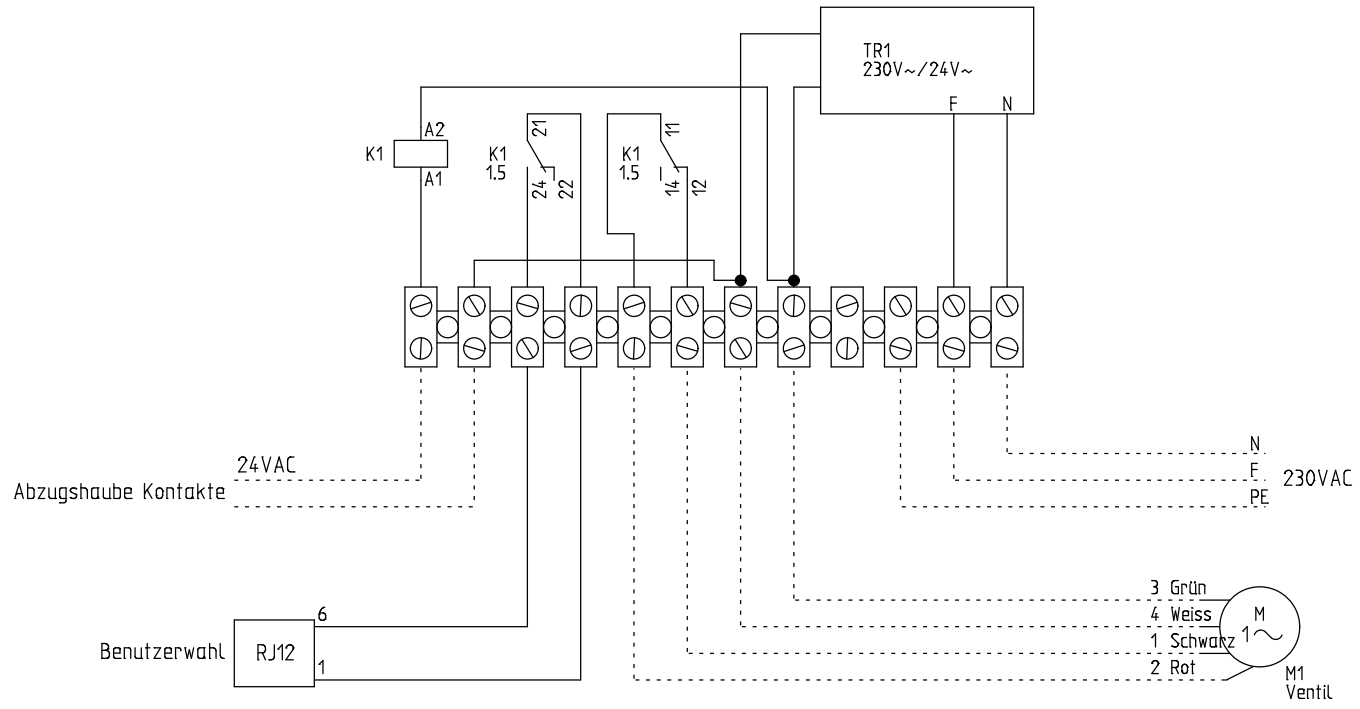 TR1
230V~/24V~
F N
A2
K1
A1
K1
1.5
21
24
22
K1
1.5
11
14
12
24VAC
Abzugshaube Kontakte
N
F
PE
230VAC
3 Grün
4 Weiss
1 Schwarz
2 Rot
M
1~
M1
Ventil
Benutzerwahl
RJ12
6
1